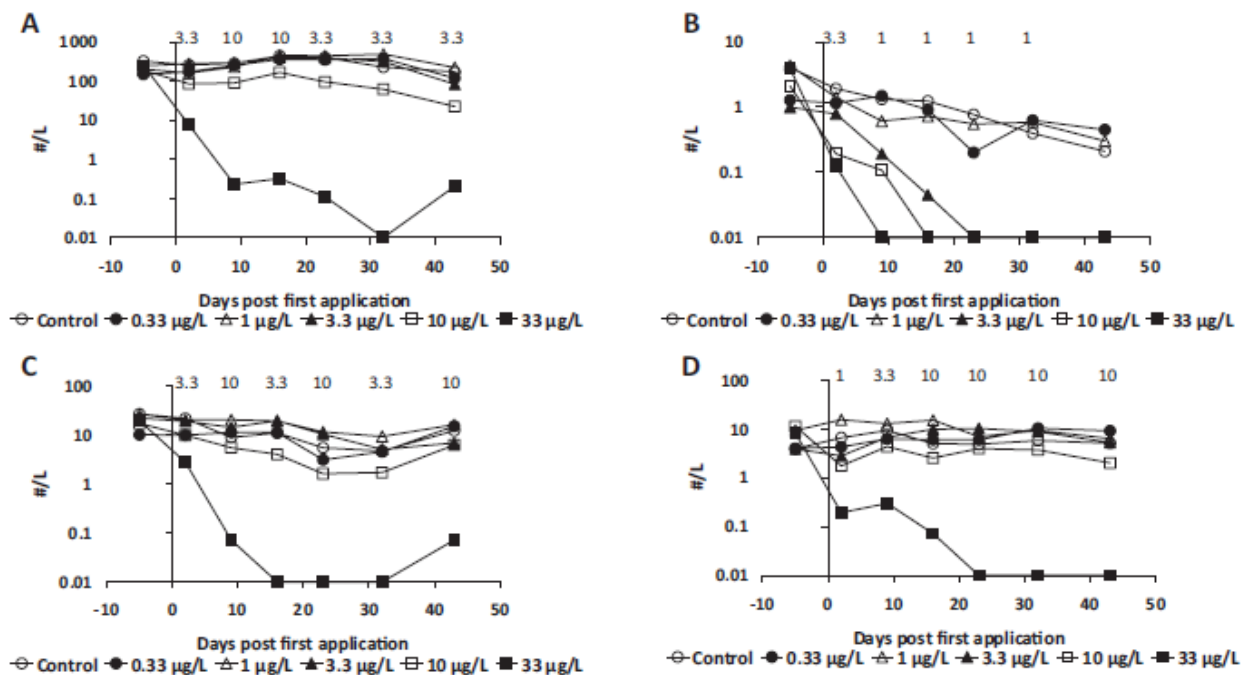 A
3.3 10 10 3.3 3.3 3.3
1000
100
10
1
0.1
0.01
#/L
-10 0 10 20 30 40 50
Days post first application
Control 0.33 µg/L 1 µg/L 3.3 µg/L 10 µg/L 33 µg/L
B
3.3 1 1 1 1
10
1
0.1
0.01
#/L
-10 0 10 20 30 40 50
Days post first application
Control 0.33 µg/L 1 µg/L 3.3 µg/L 10 µg/L 33 µg/L
C
3.3 10 3.3 10 3.3 10
100
10
1
0.1
0.01
#/L
-10 0 10 20 30 40 50
Days post first application
Control 0.33 µg/L 1 µg/L 3.3 µg/L 10 µg/L 33 µg/L
D
1 3.3 10 10 10 10
100
10
1
0.1
0.01
#/L
-10 0 10 20 30 40 50
Days post first application
Control 0.33 µg/L 1 µg/L 3.3 µg/L 10 µg/L 33 µg/L